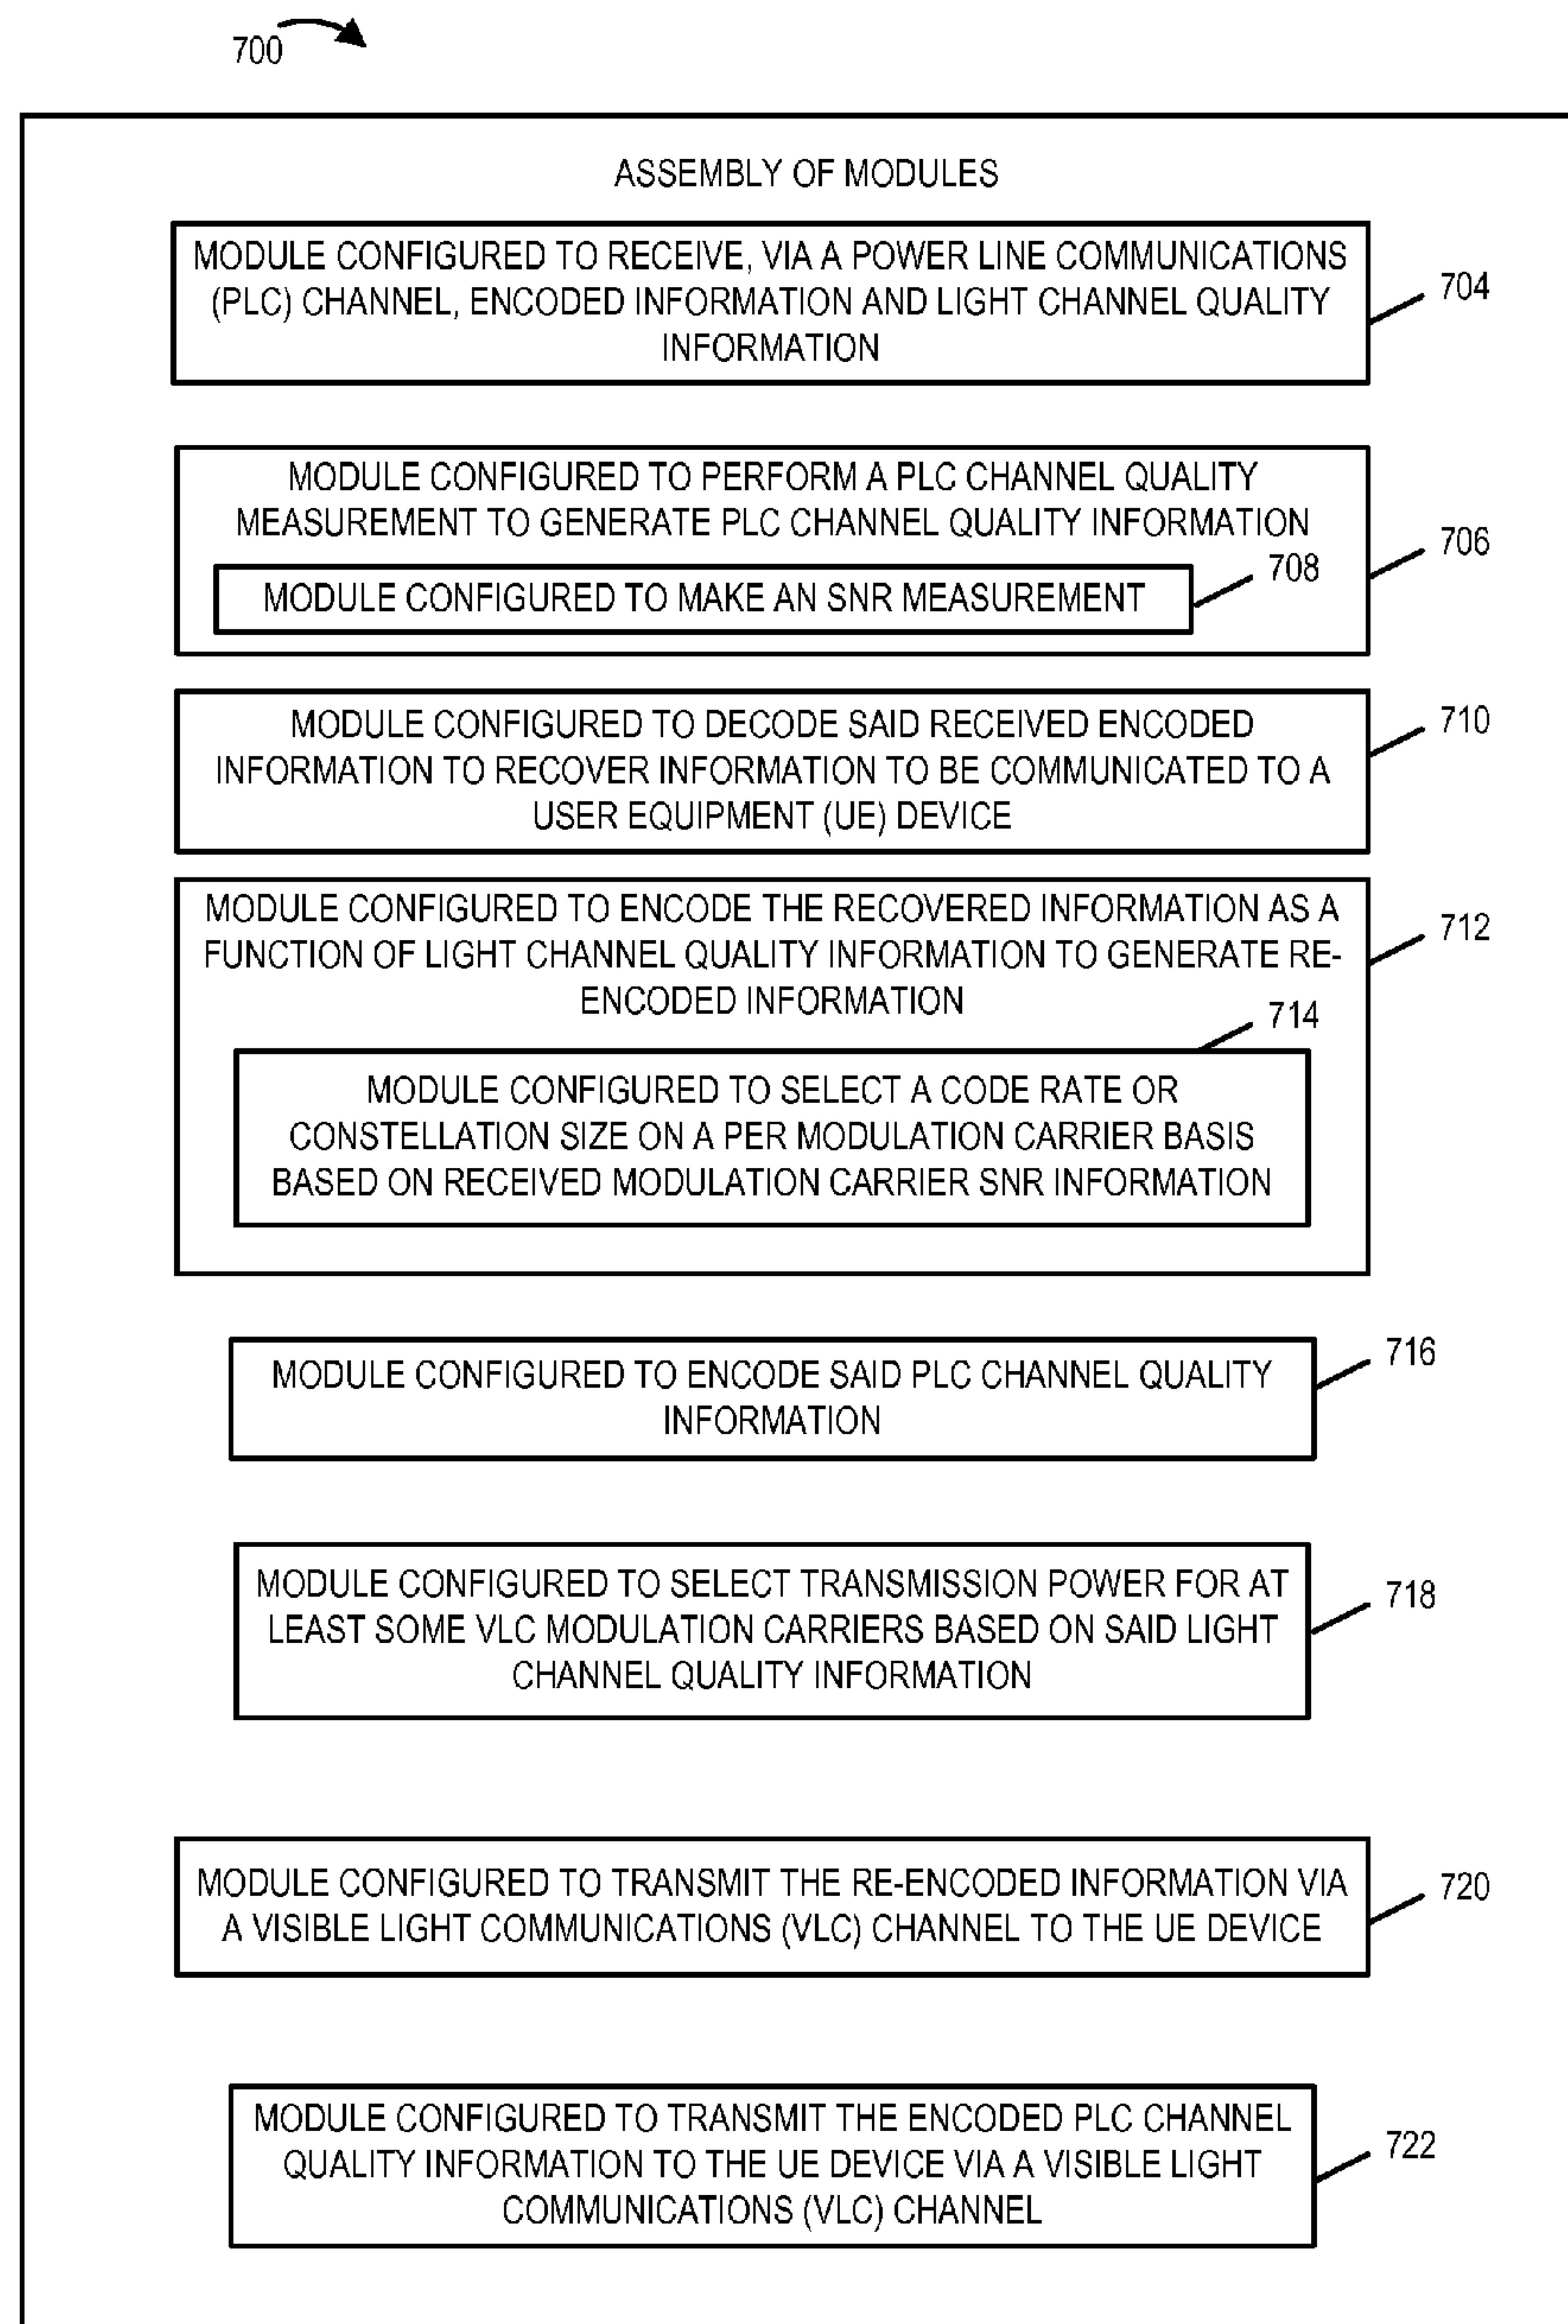 700
ASSEMBLY OF MODULES
MODULE CONFIGURED TO RECEIVE, VIA A POWER LINE COMMUNICATIONS
(PLC) CHANNEL, ENCODED INFORMATION AND LIGHT CHANNEL QUALITY
INFORMATION
704
MODULE CONFIGURED TO PERFORM A PLC CHANNEL QUALITY
MEASUREMENT TO GENERATE PLC CHANNEL QUALITY INFORMATION
706
708
MODULE CONFIGURED TO MAKE AN SNR MEASUREMENT
MODULE CONFIGURED TO DECODE SAID RECEIVED ENCODED
INFORMATION TO RECOVER INFORMATION TO BE COMMUNICATED TO A
USER EQUIPMENT (UE) DEVICE
710
MODULE CONFIGURED TO ENCODE THE RECOVERED INFORMATION AS A
FUNCTION OF LIGHT CHANNEL QUALITY INFORMATION TO GENERATE RE-
ENCODED INFORMATION
712
714
MODULE CONFIGURED TO SELECT A CODE RATE OR
CONSTELLATION SIZE ON A PER MODULATION CARRIER BASIS
BASED ON RECEIVED MODULATION CARRIER SNR INFORMATION
MODULE CONFIGURED TO ENCODE SAID PLC CHANNEL QUALITY
INFORMATION
716
MODULE CONFIGURED TO SELECT TRANSMISSION POWER FOR AT
LEAST SOME VLC MODULATION CARRIERS BASED ON SAID LIGHT
CHANNEL QUALITY INFORMATION
718
MODULE CONFIGURED TO TRANSMIT THE RE-ENCODED INFORMATION VIA
A VISIBLE LIGHT COMMUNICATIONS (VLC) CHANNEL TO THE UE DEVICE
720
MODULE CONFIGURED TO TRANSMIT THE ENCODED PLC CHANNEL
QUALITY INFORMATION TO THE UE DEVICE VIA A VISIBLE LIGHT
COMMUNICATIONS (VLC) CHANNEL
722